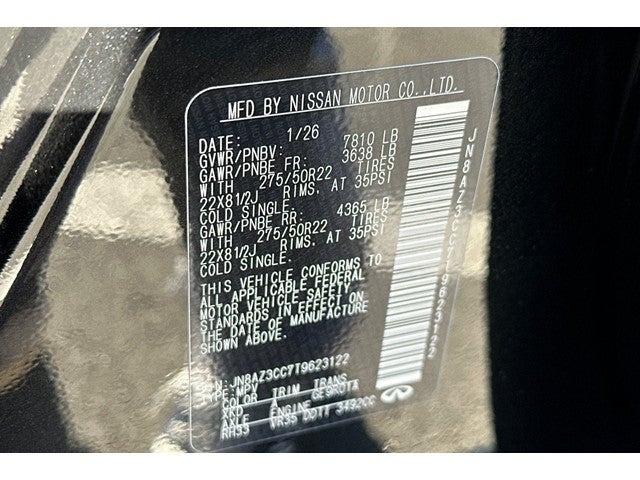 MFD BY NISSAN MOTOR CO.,LTD.
DATE: 1/26
GVWR/PNBV: 7810 LB
GAWR/PNBE FR: 3638 LB
WITH 275/50R22 TIRES
22X81/2J RIMS, AT 35PSI
COLD SINGLE.
GAWR/PNBE RR: 4365 LB
WITH 275/50R22 TIRES
22X81/2J RIMS, AT 35PSI
COLD SINGLE.
THIS VEHICLE CONFORMS TO
ALL APPLICABLE FEDERAL
MOTOR VEHICLE SAFETY
STANDARDS IN EFFECT ON
THE DATE OF MANUFACTURE
SHOWN ABOVE.
JN8AZ3CC7T9623122
TYPE: MPV
COLOR TRIM TRANS
XKD
AXLE ENGINE
RH33 VR35 DDTT 3492CC
JN8AZ3CC7T9623122